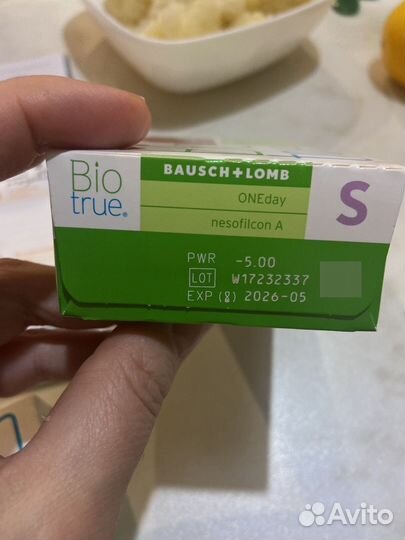 Bio
true®
BAUSCH+LOMB
ONEday
nesofilcon A
S
PWR -5.00
LOT W17232337
EXP 2026-05
Avito